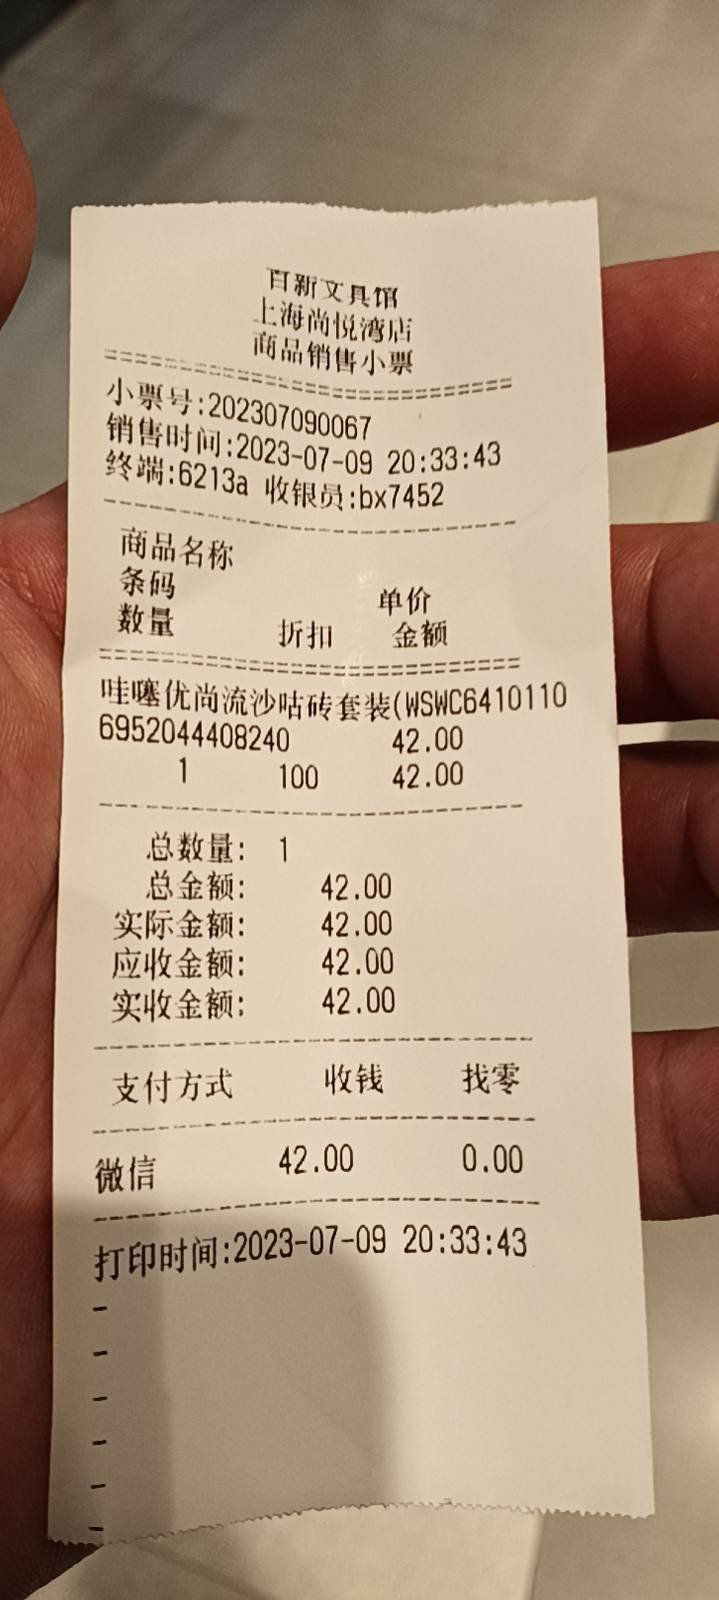 百新文具馆
上海尚悦湾店
商品销售小票
小票号:202307090067
销售时间:2023-07-09 20:33:43
终端:6213a 收银员:bx7452
商品名称
条码 单价
数量 折扣 金额
哇噻优尚流沙咕砖套装(WSWC6410110
6952044408240 42.00
1 100 42.00
总数量: 1
总金额: 42.00
实际金额: 42.00
应收金额: 42.00
实收金额: 42.00
支付方式 收钱 找零
微信 42.00 0.00
打印时间:2023-07-09 20:33:43